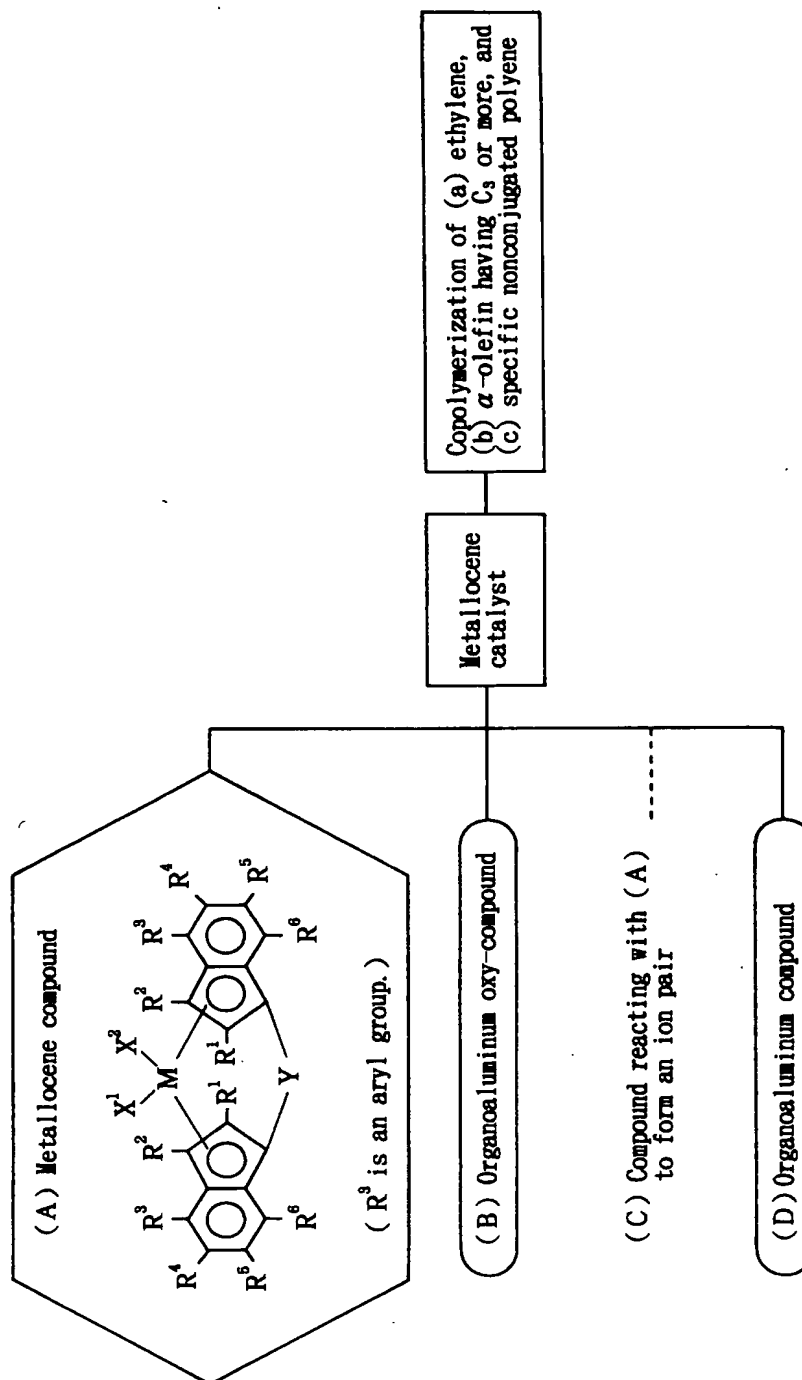 (A) Metallocene compound
X¹ X²
M
R² R¹ R¹ R²
R³ R³
R⁴ R⁴
R⁵ R⁵
R⁶ R⁶
Y
(R³ is an aryl group.)
(B) Organoaluminum oxy-compound
(C) Compound reacting with (A)
to form an ion pair
(D) Organoaluminum compound
Metallocene
catalyst
Copolymerization of (a) ethylene,
(b) α-olefin having C₃ or more, and
(c) specific nonconjugated polyene